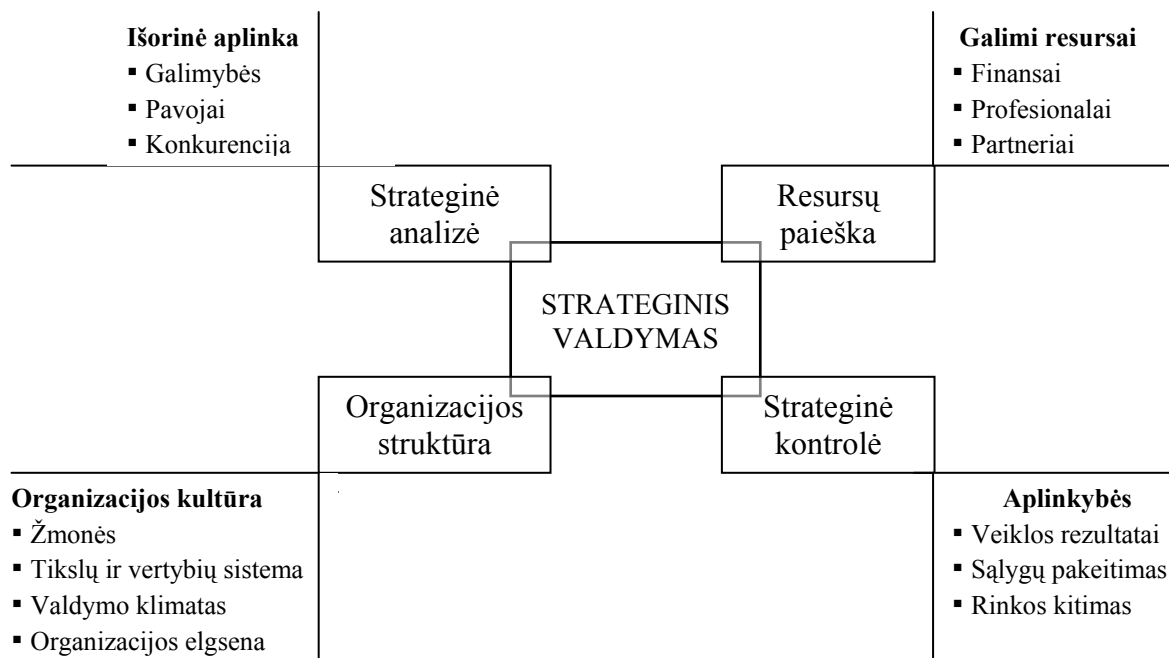 Išorinė aplinka
▪ Galimybės
▪ Pavojai
▪ Konkurencija
Galimi resursai
▪ Finansai
▪ Profesionalai
▪ Partneriai
Strateginė
analizė
Resursų
paieška
STRATEGINIS
VALDYMAS
Organizacijos
struktūra
Strateginė
kontrolė
Organizacijos kultūra
▪ Žmonės
▪ Tikslų ir vertybių sistema
▪ Valdymo klimatas
▪ Organizacijos elgsena
Aplinkybės
▪ Veiklos rezultatai
▪ Sąlygų pakeitimas
▪ Rinkos kitimas